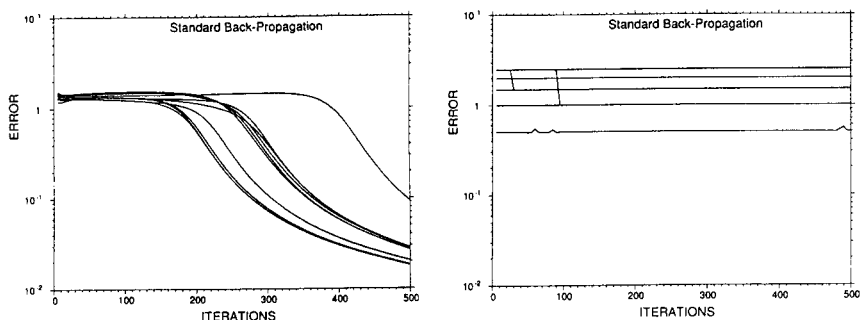 Standard Back-Propagation
10¹
1
10⁻¹
10⁻²
ERROR
0 100 200 300 400 500
ITERATIONS
Standard Back-Propagation
10¹
1
10⁻¹
10⁻²
ERROR
0 100 200 300 400 500
ITERATIONS